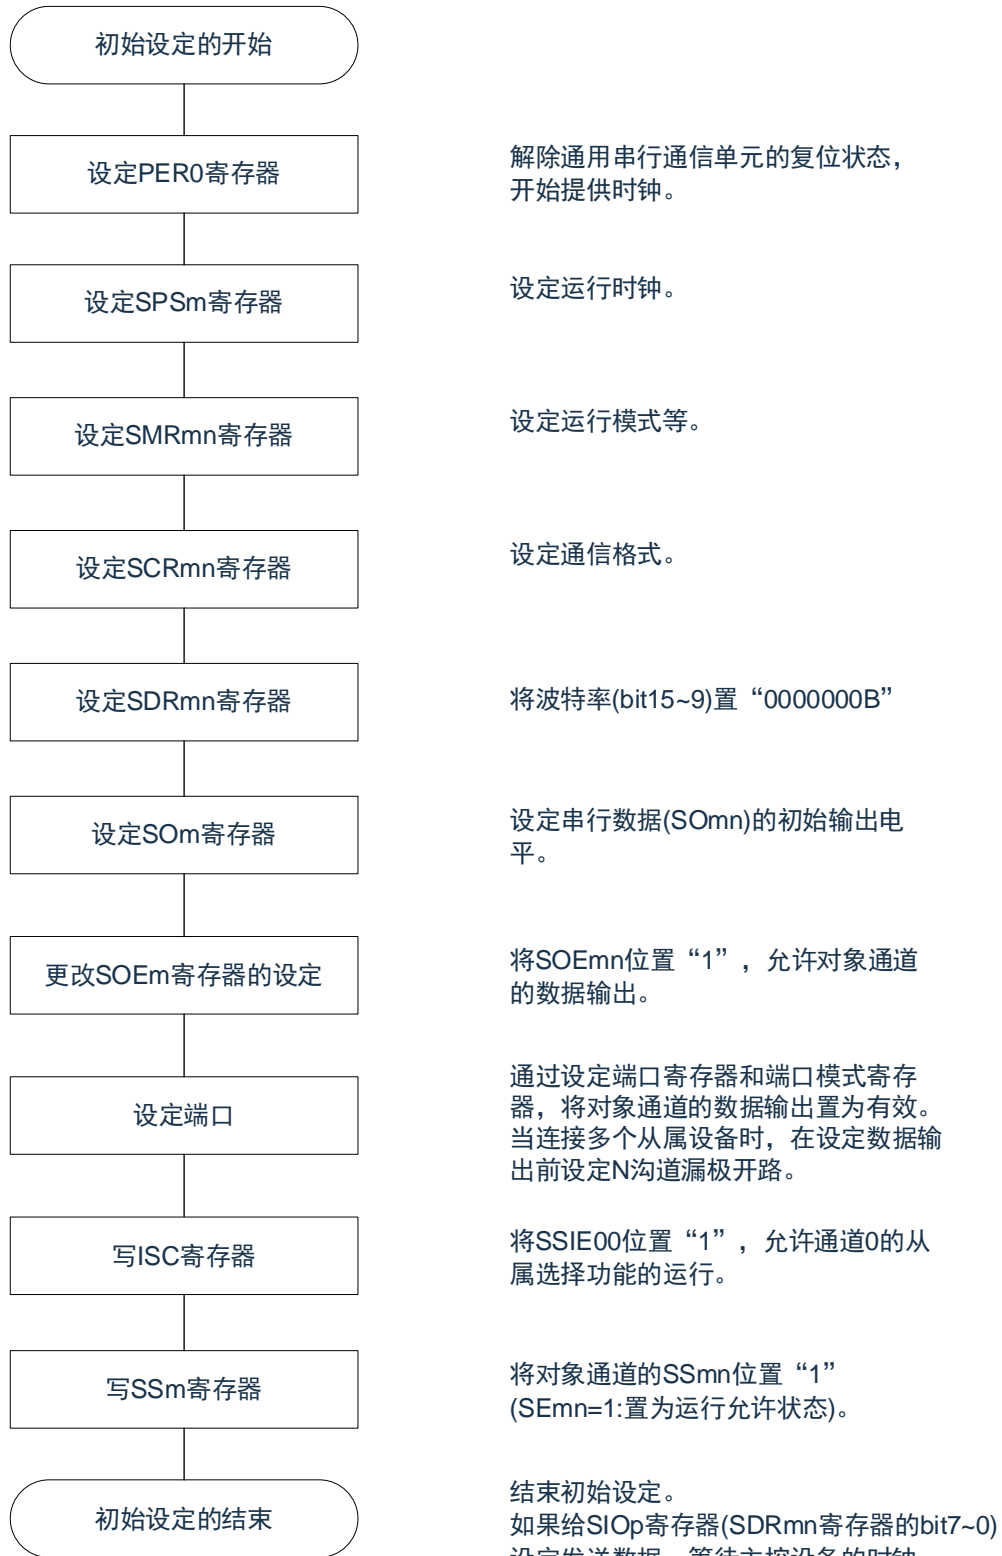 初始设定的开始
设定PER0寄存器
解除通用串行通信单元的复位状态，
开始提供时钟。
设定SPSm寄存器
设定运行时钟。
设定SMRmn寄存器
设定运行模式等。
设定SCRmn寄存器
设定通信格式。
设定SDRmn寄存器
将波特率(bit15~9)置“0000000B”
设定SOm寄存器
设定串行数据(SOmn)的初始输出电
平。
更改SOEm寄存器的设定
将SOEmn位置“1”，允许对象通道
的数据输出。
设定端口
通过设定端口寄存器和端口模式寄存
器，将对象通道的数据输出置为有效。
当连接多个从属设备时，在设定数据输
出前设定N沟道漏极开路。
写ISC寄存器
将SSIE00位置“1”，允许通道0的从
属选择功能的运行。
写SSm寄存器
将对象通道的SSmn位置“1”
(SEmn=1:置为运行允许状态)。
初始设定的结束
结束初始设定。
如果给SIOp寄存器(SDRmn寄存器的bit7~0)
设定发送数据，等待主控设备的时钟